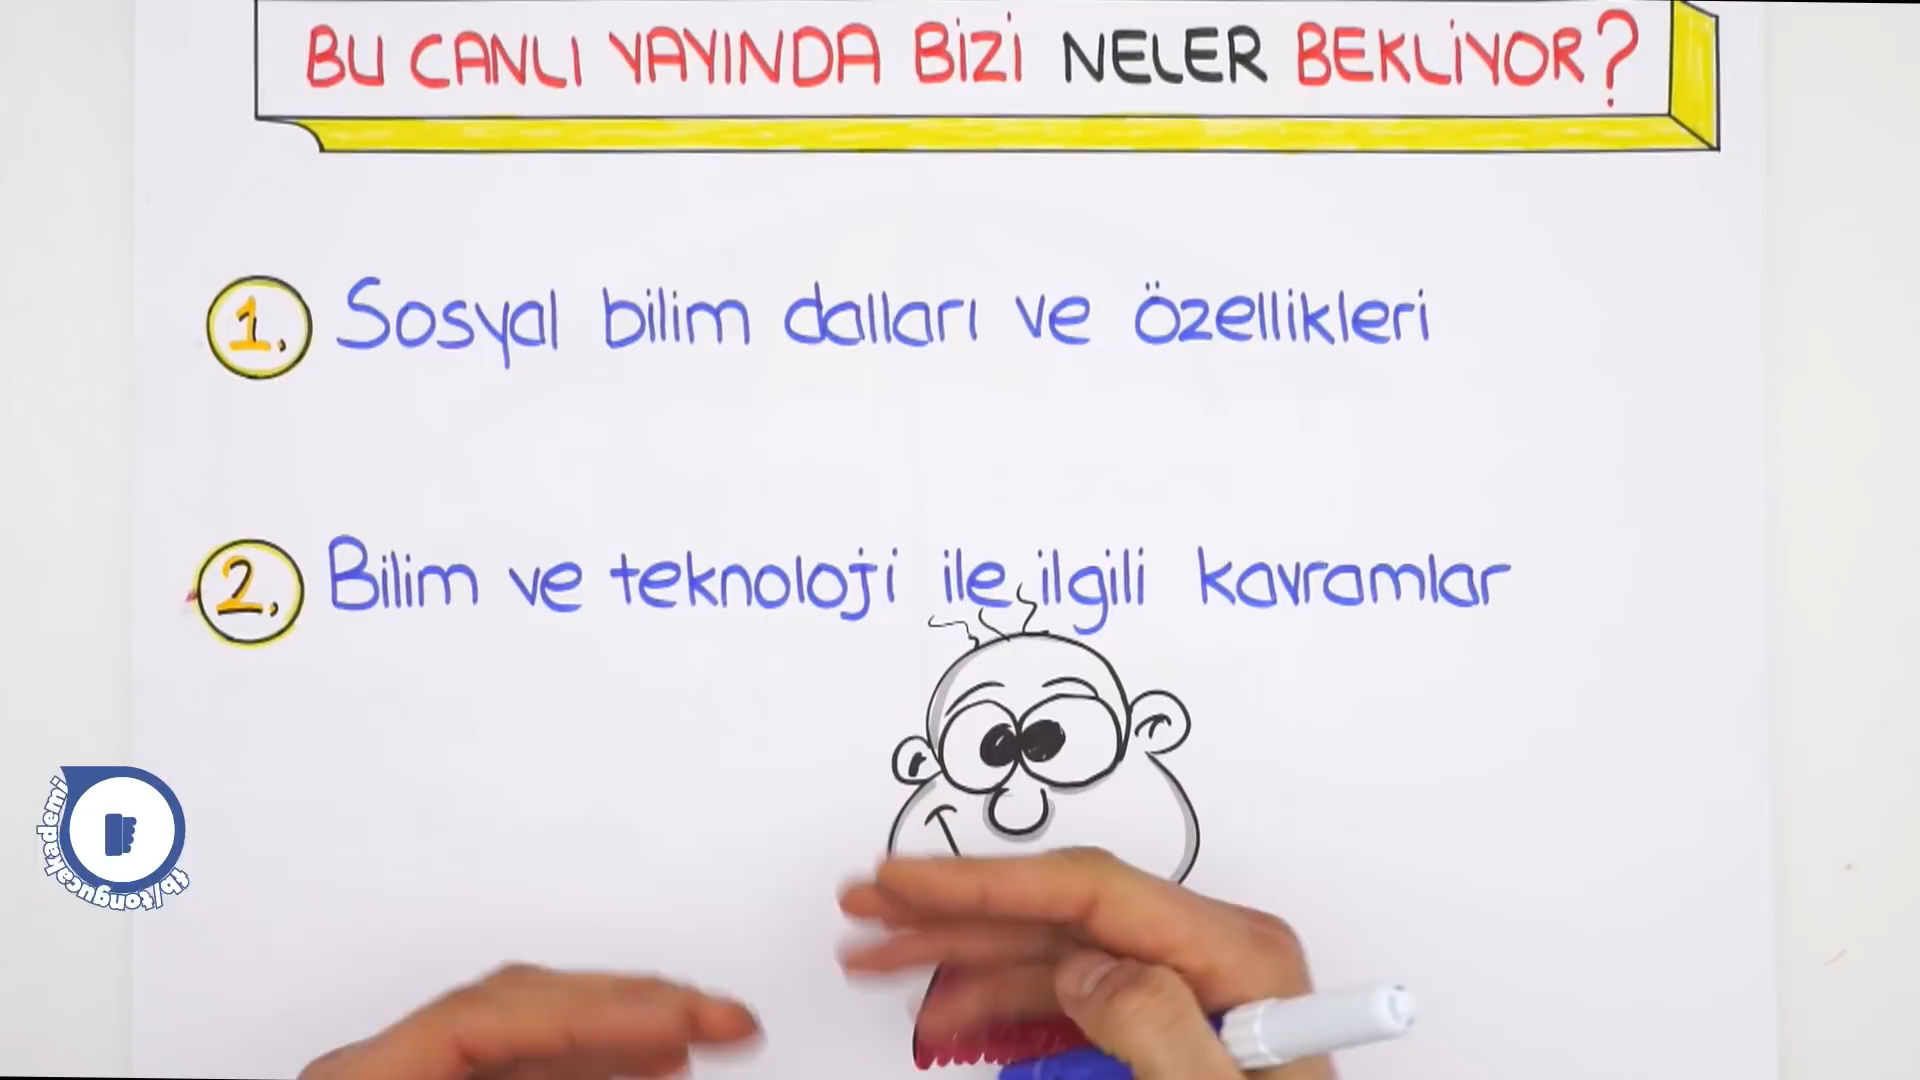 BU CANLI YAYINDA BİZİ NELER BEKLİYOR?
1. Sosyal bilim dalları ve özellikleri
2. Bilim ve teknoloji ile ilgili kavramlar
fb/tongucakademi